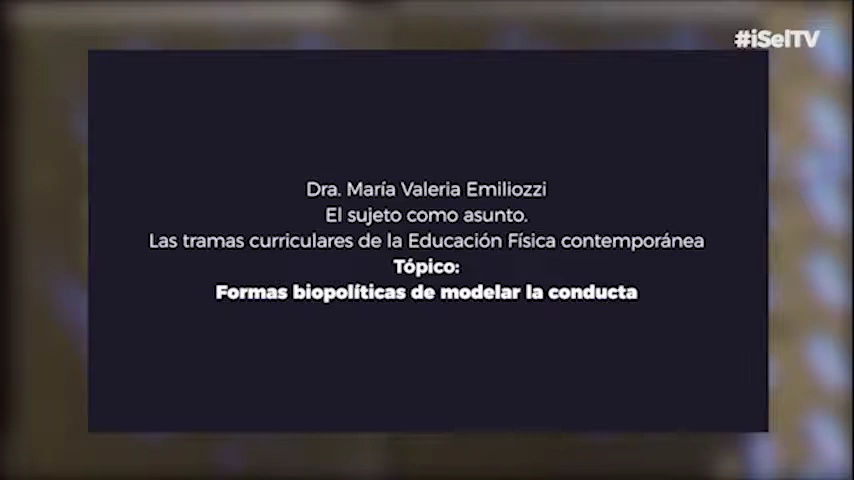 #iSelTV
Dra. María Valeria Emiliozzi
El sujeto como asunto.
Las tramas curriculares de la Educación Física contemporánea
Tópico:
Formas biopolíticas de modelar la conducta